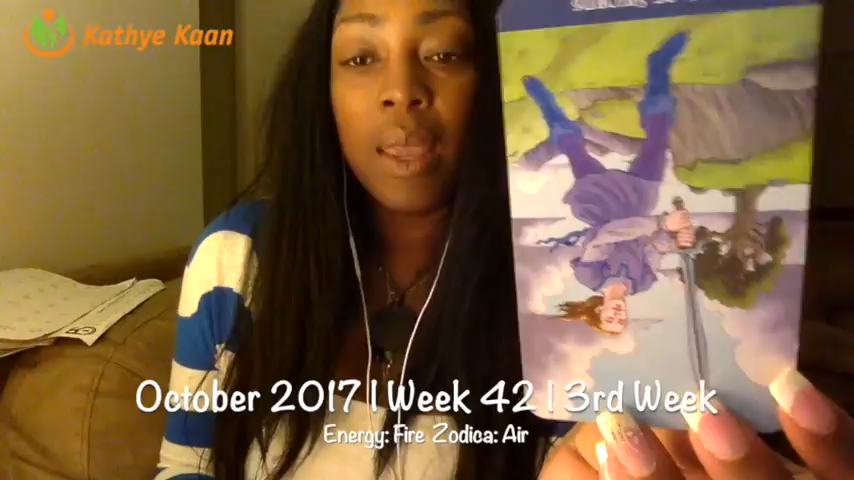 Kathye Kaan
October 2017 | Week 42 | 3rd Week
Energy: Fire Zodica: Air